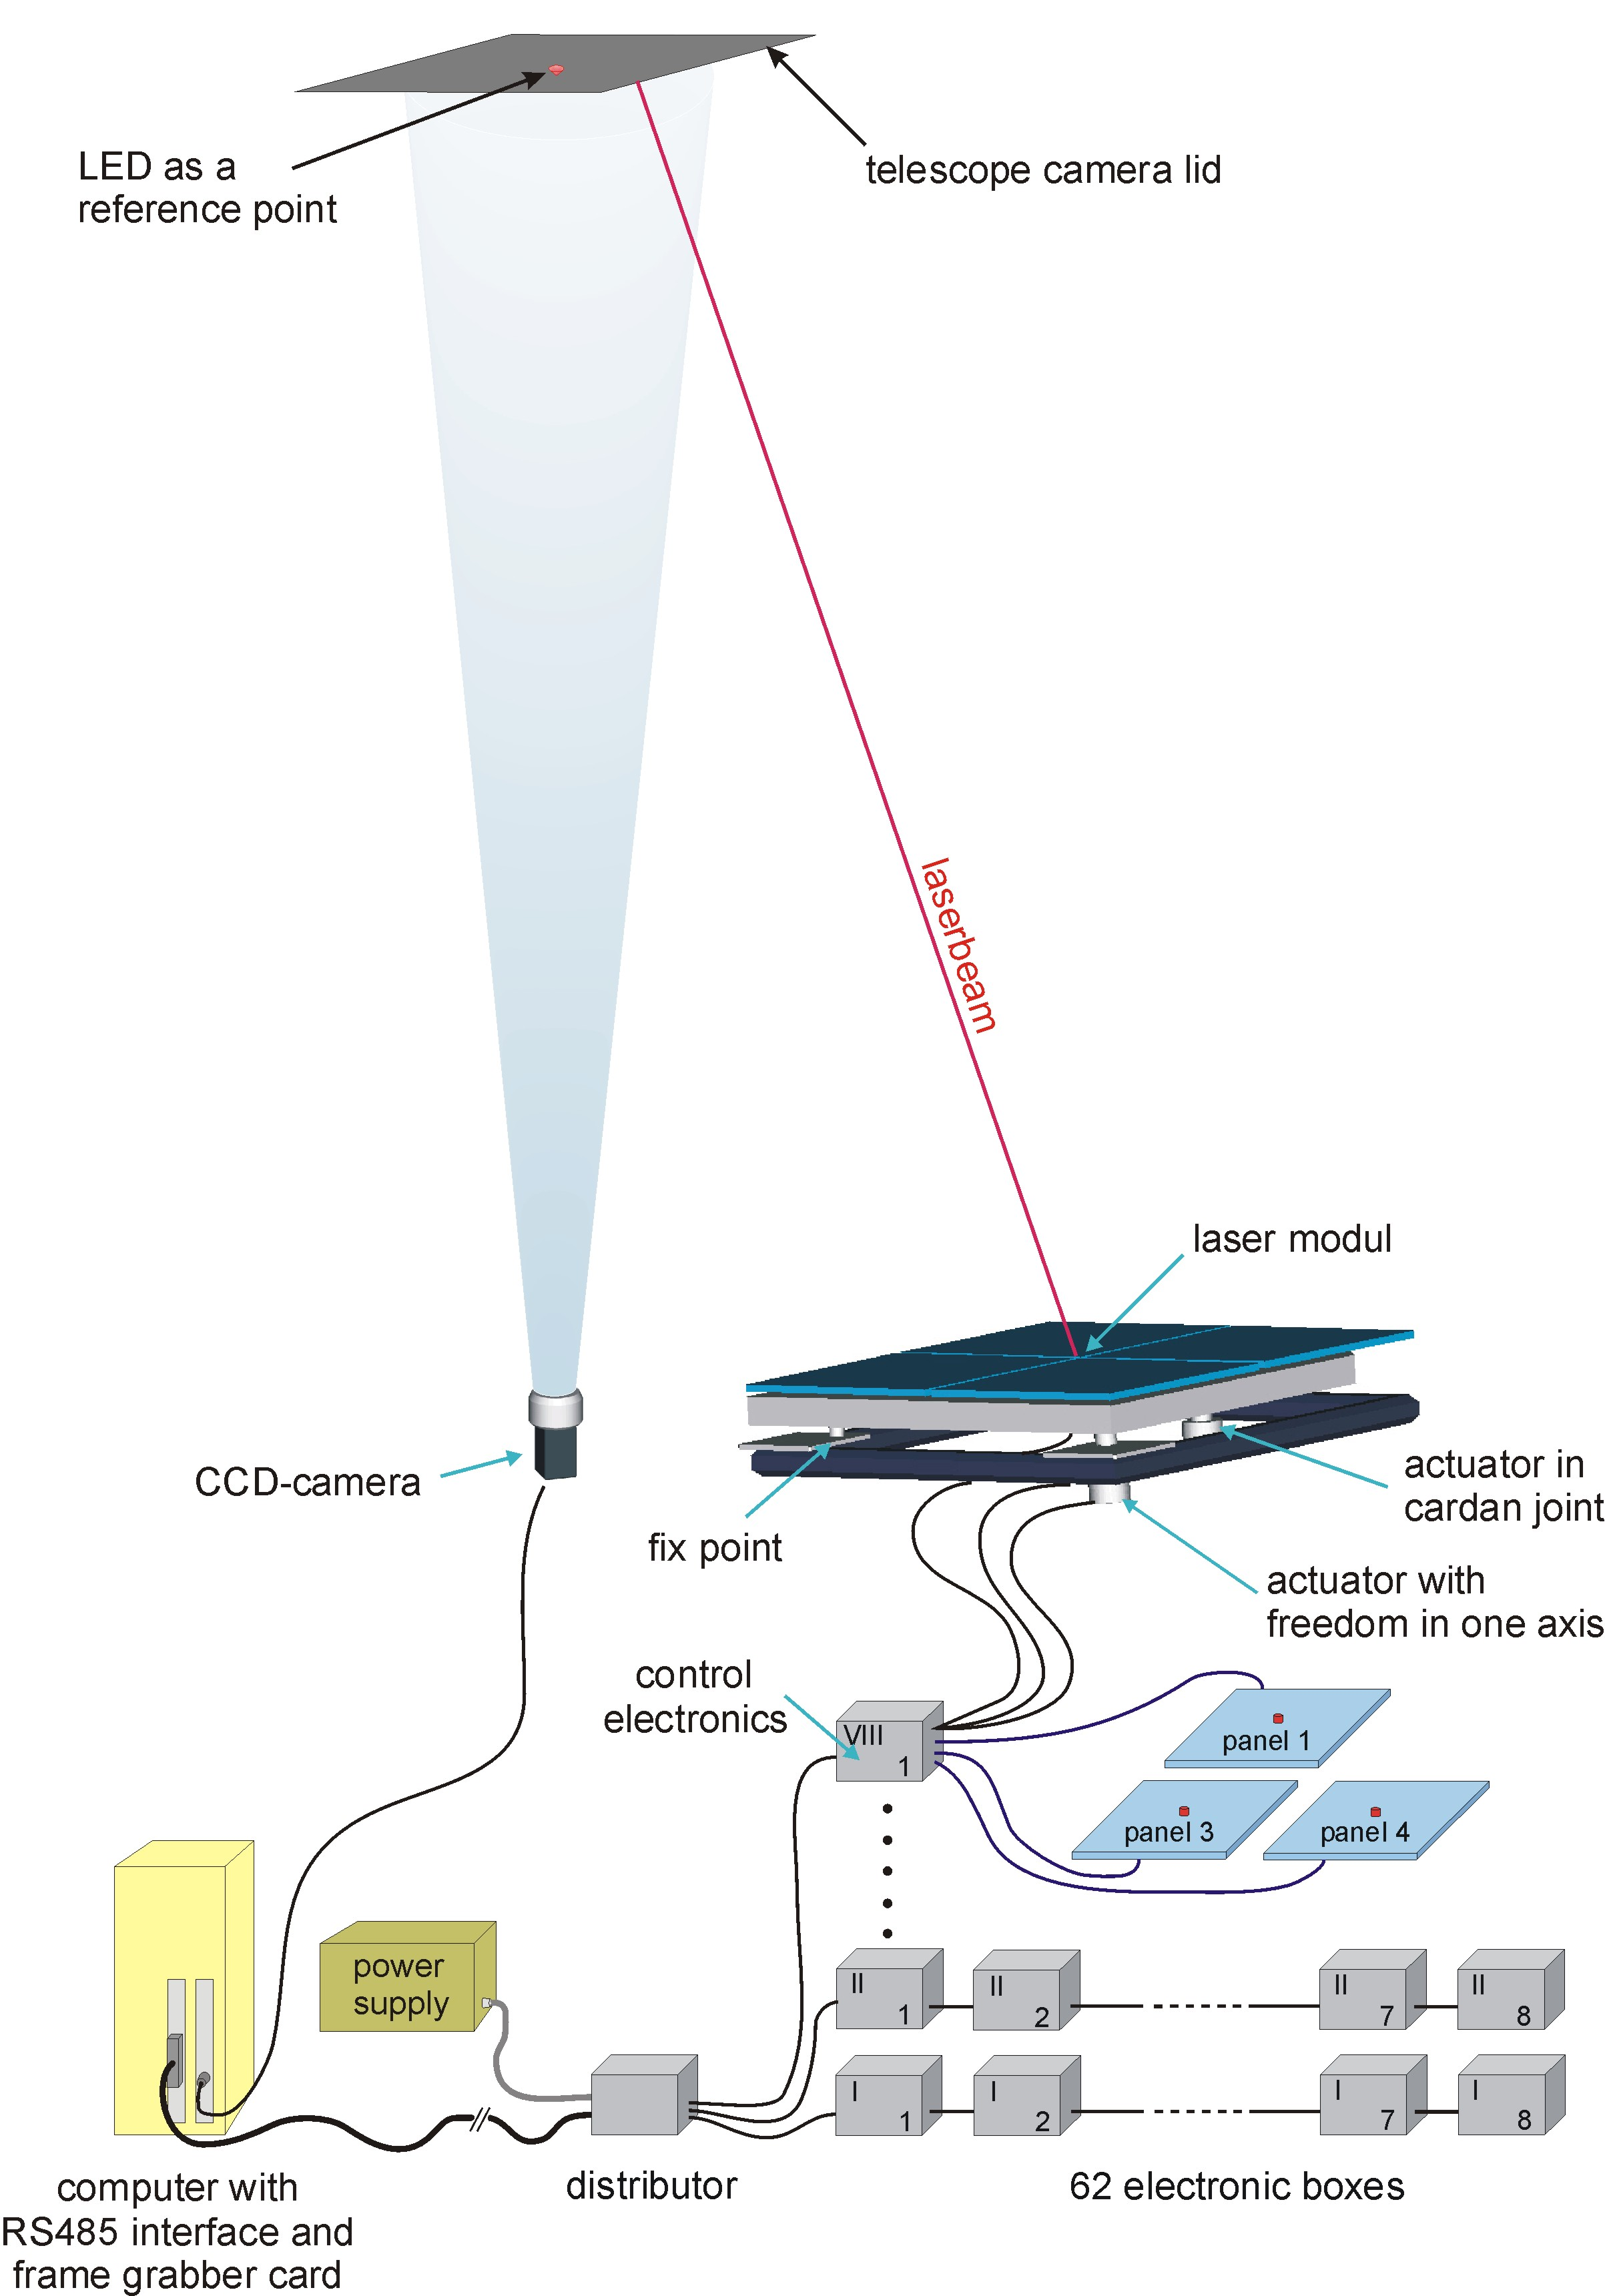 LED as a
reference point
telescope camera lid
laserbeam
laser modul
CCD-camera
fix point
actuator in
cardan joint
actuator with
freedom in one axis
control
electronics
VIII
1
panel 1
panel 3
panel 4
power
supply
II
1
II
2
II
7
II
8
I
1
I
2
I
7
I
8
computer with
RS485 interface and
frame grabber card
distributor
62 electronic boxes